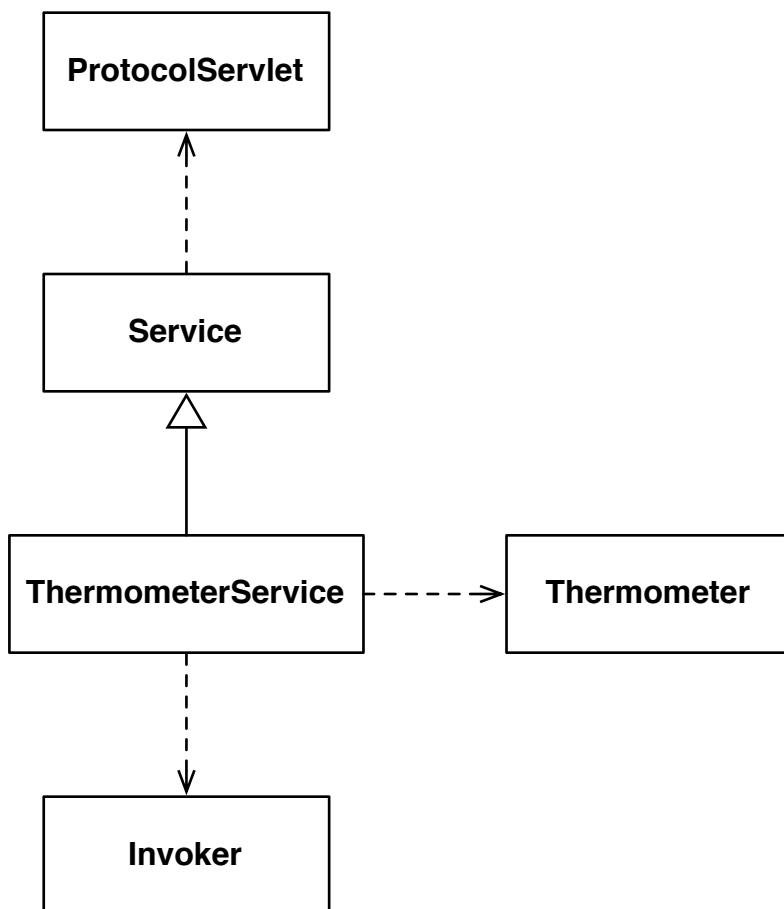 ProtocolServlet
Service
ThermometerService
Thermometer
Invoker